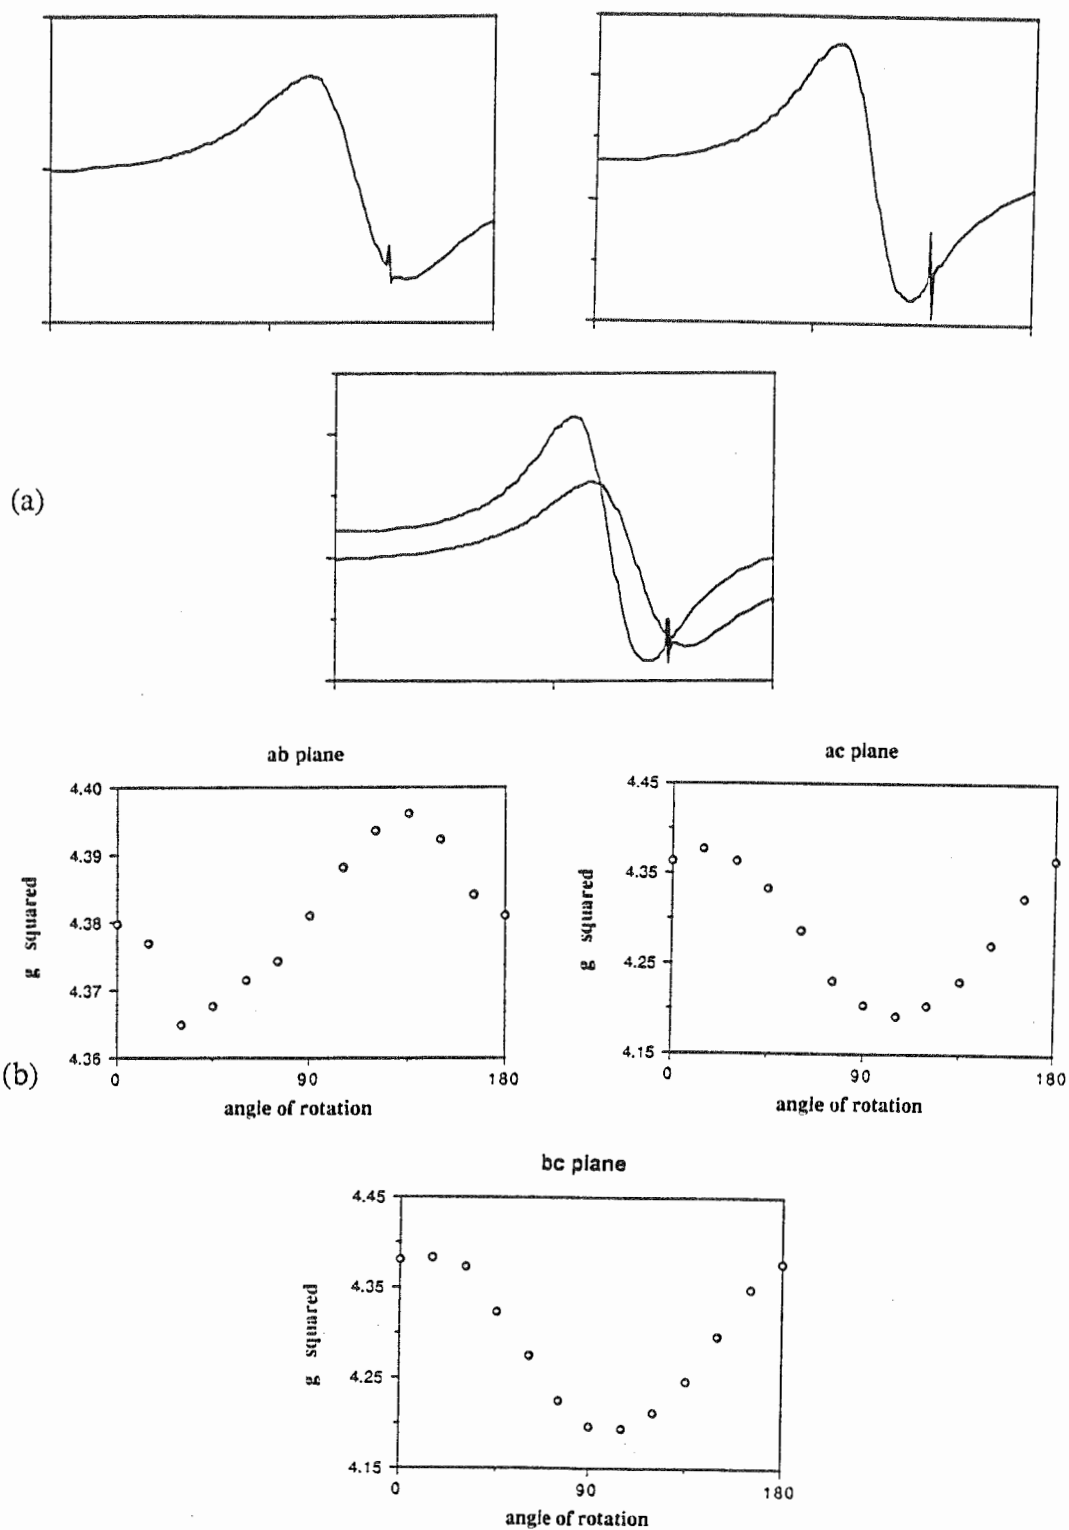 (a)
ab plane
4.40
4.39
4.38
4.37
4.36
g squared
0 90 180
angle of rotation
ac plane
4.45
4.35
4.25
4.15
g squared
0 90 180
angle of rotation
(b)
bc plane
4.45
4.35
4.25
4.15
g squared
0 90 180
angle of rotation